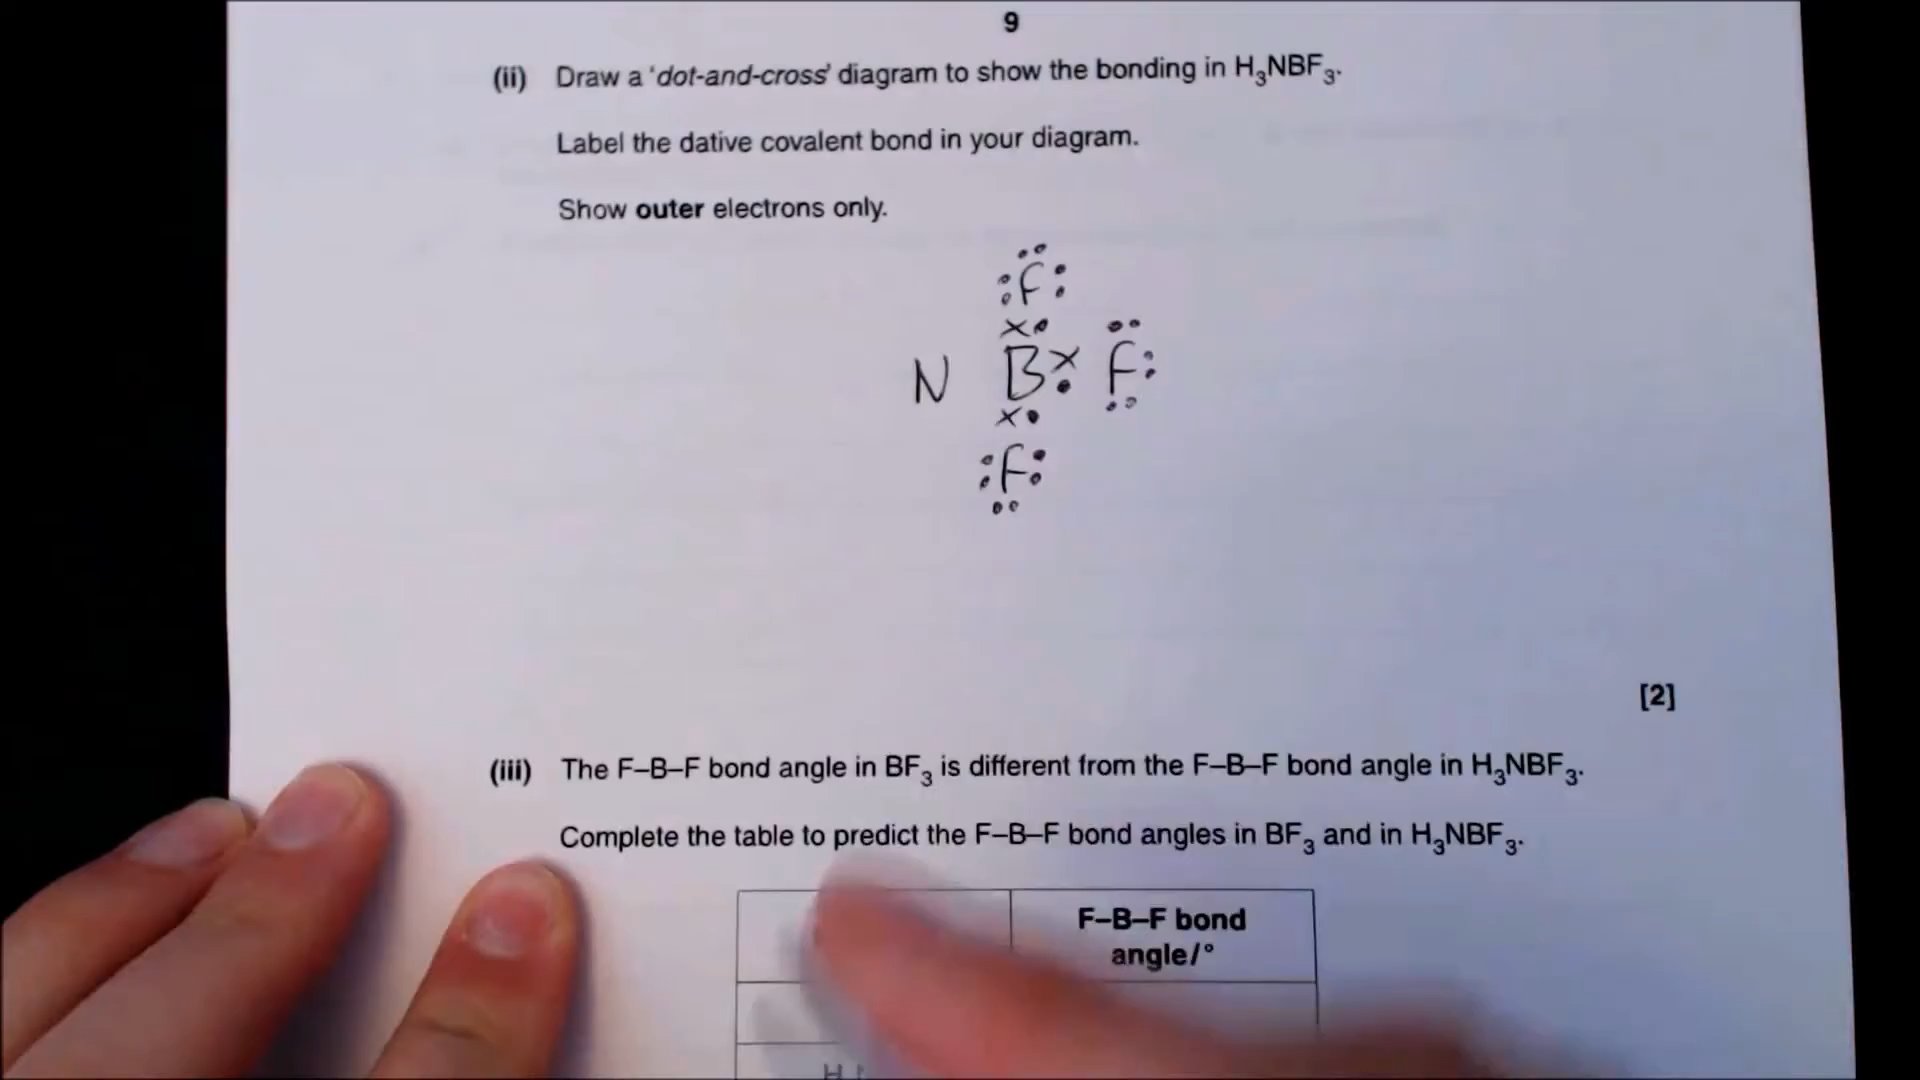 9
(ii) Draw a 'dot-and-cross' diagram to show the bonding in H₃NBF₃.
Label the dative covalent bond in your diagram.
Show outer electrons only.
F
N B F
F
[2]
(iii) The F–B–F bond angle in BF₃ is different from the F–B–F bond angle in H₃NBF₃.
Complete the table to predict the F–B–F bond angles in BF₃ and in H₃NBF₃.
F–B–F bond
angle/°